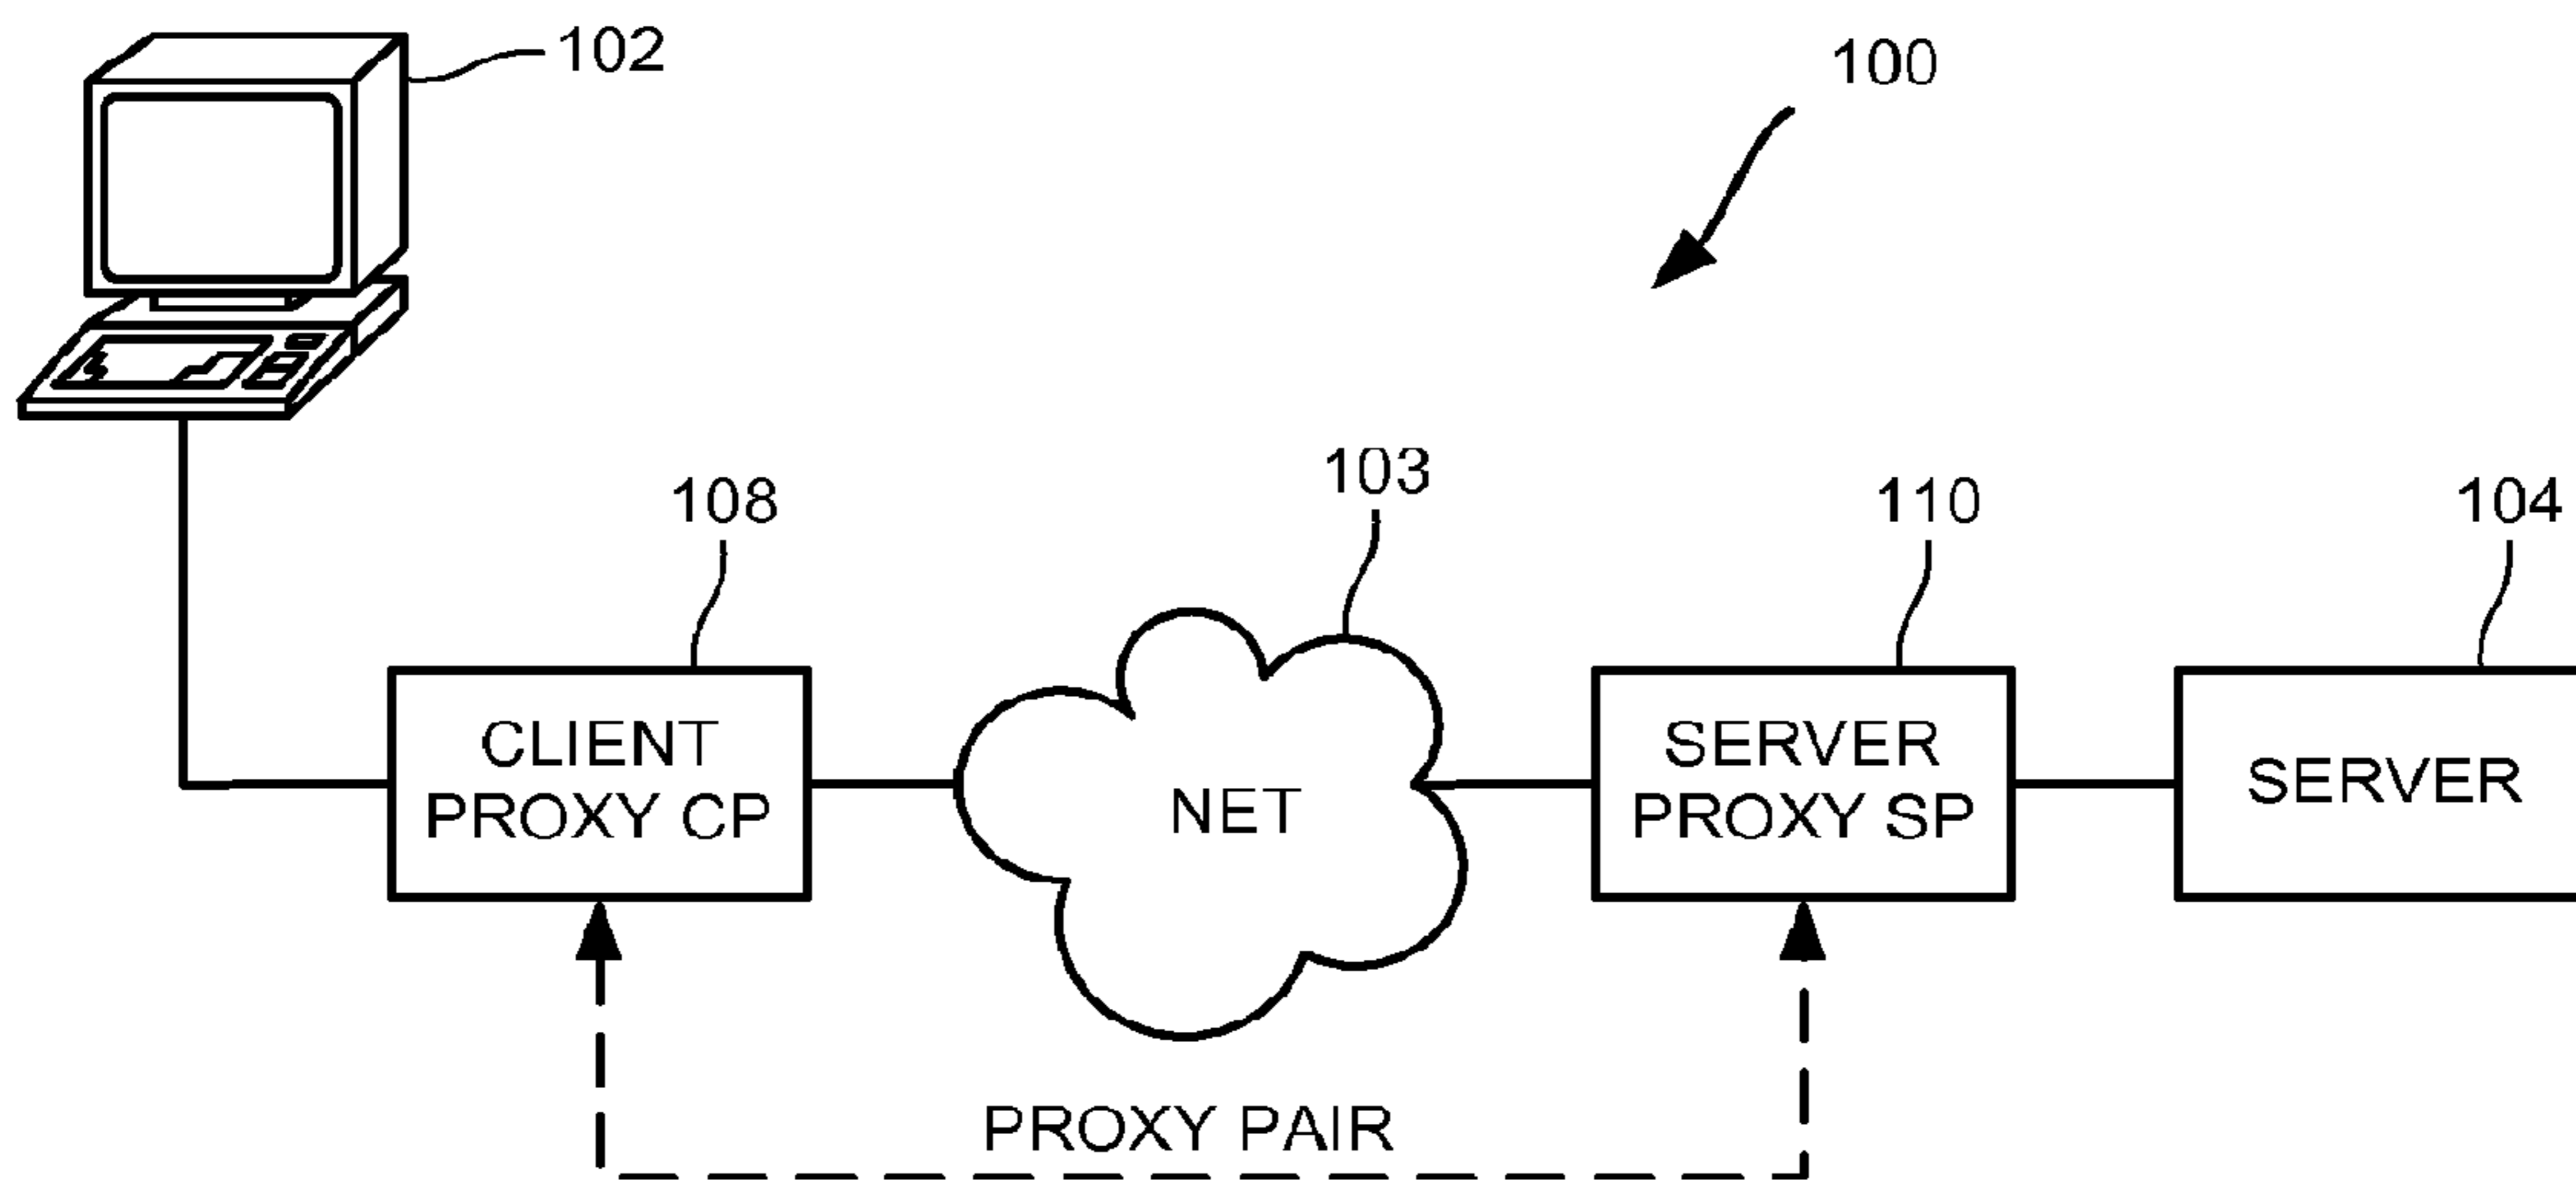 102
100
108
103
110
104
CLIENT
PROXY CP
NET
SERVER
PROXY SP
SERVER
PROXY PAIR